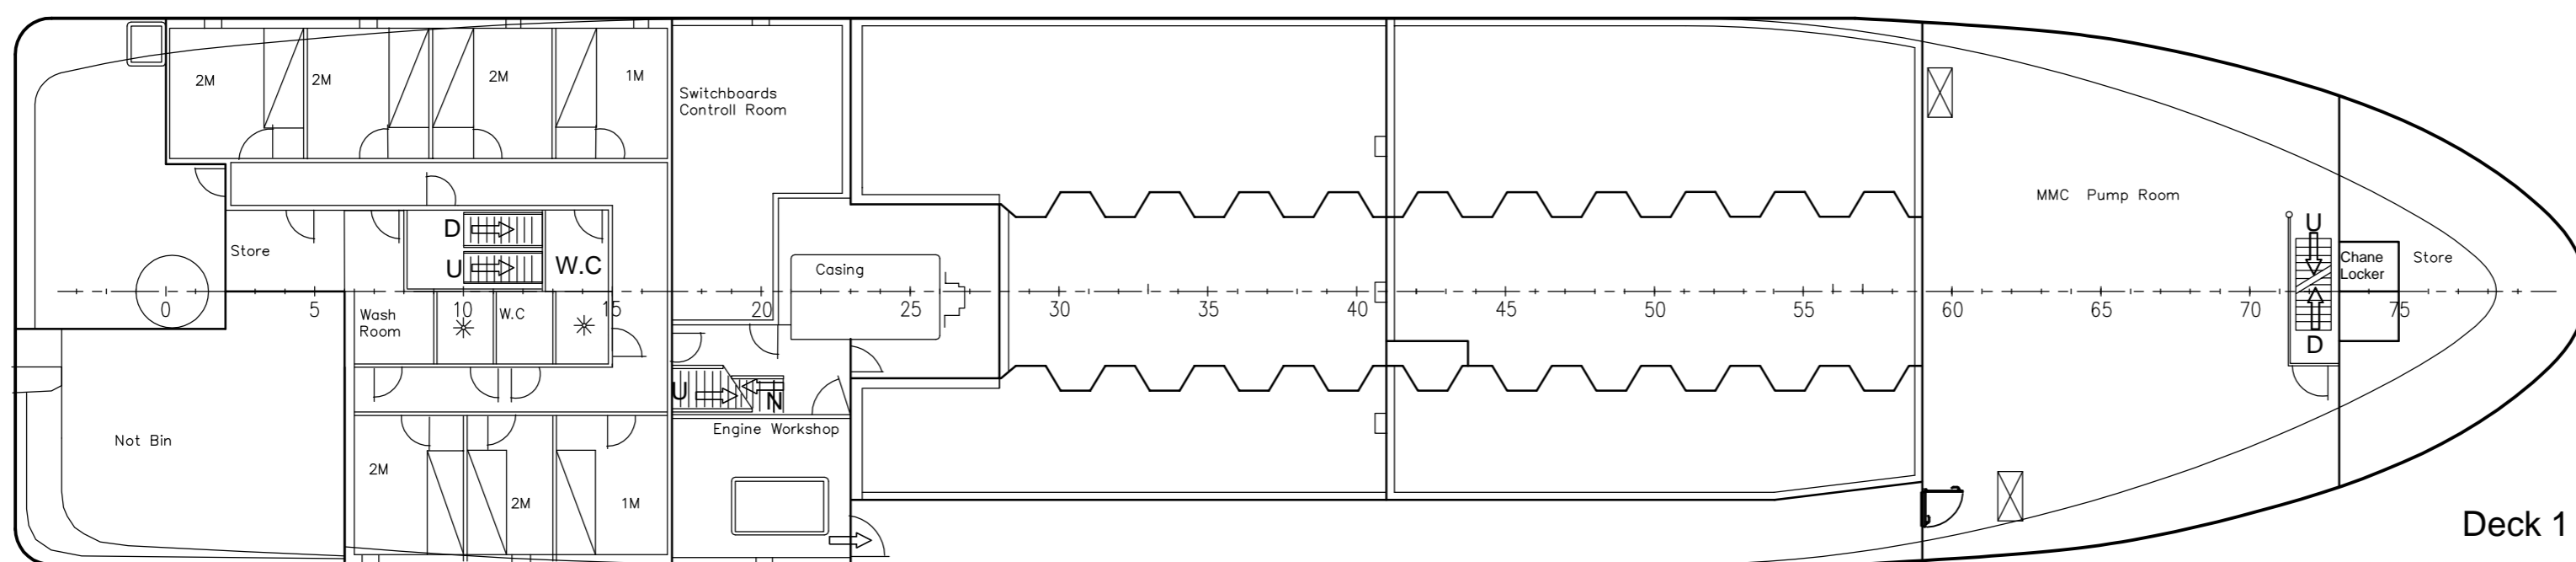 2M
2M
2M
1M
Switchboards
Controll Room
MMC Pump Room
D
U
W.C
Store
Casing
U
D
Chane
Locker
Store
0
5
10
15
20
25
30
35
40
45
50
55
60
65
70
75
Wash
Room
W.C
U
N
Engine Workshop
Not Bin
2M
2M
1M
Deck 1